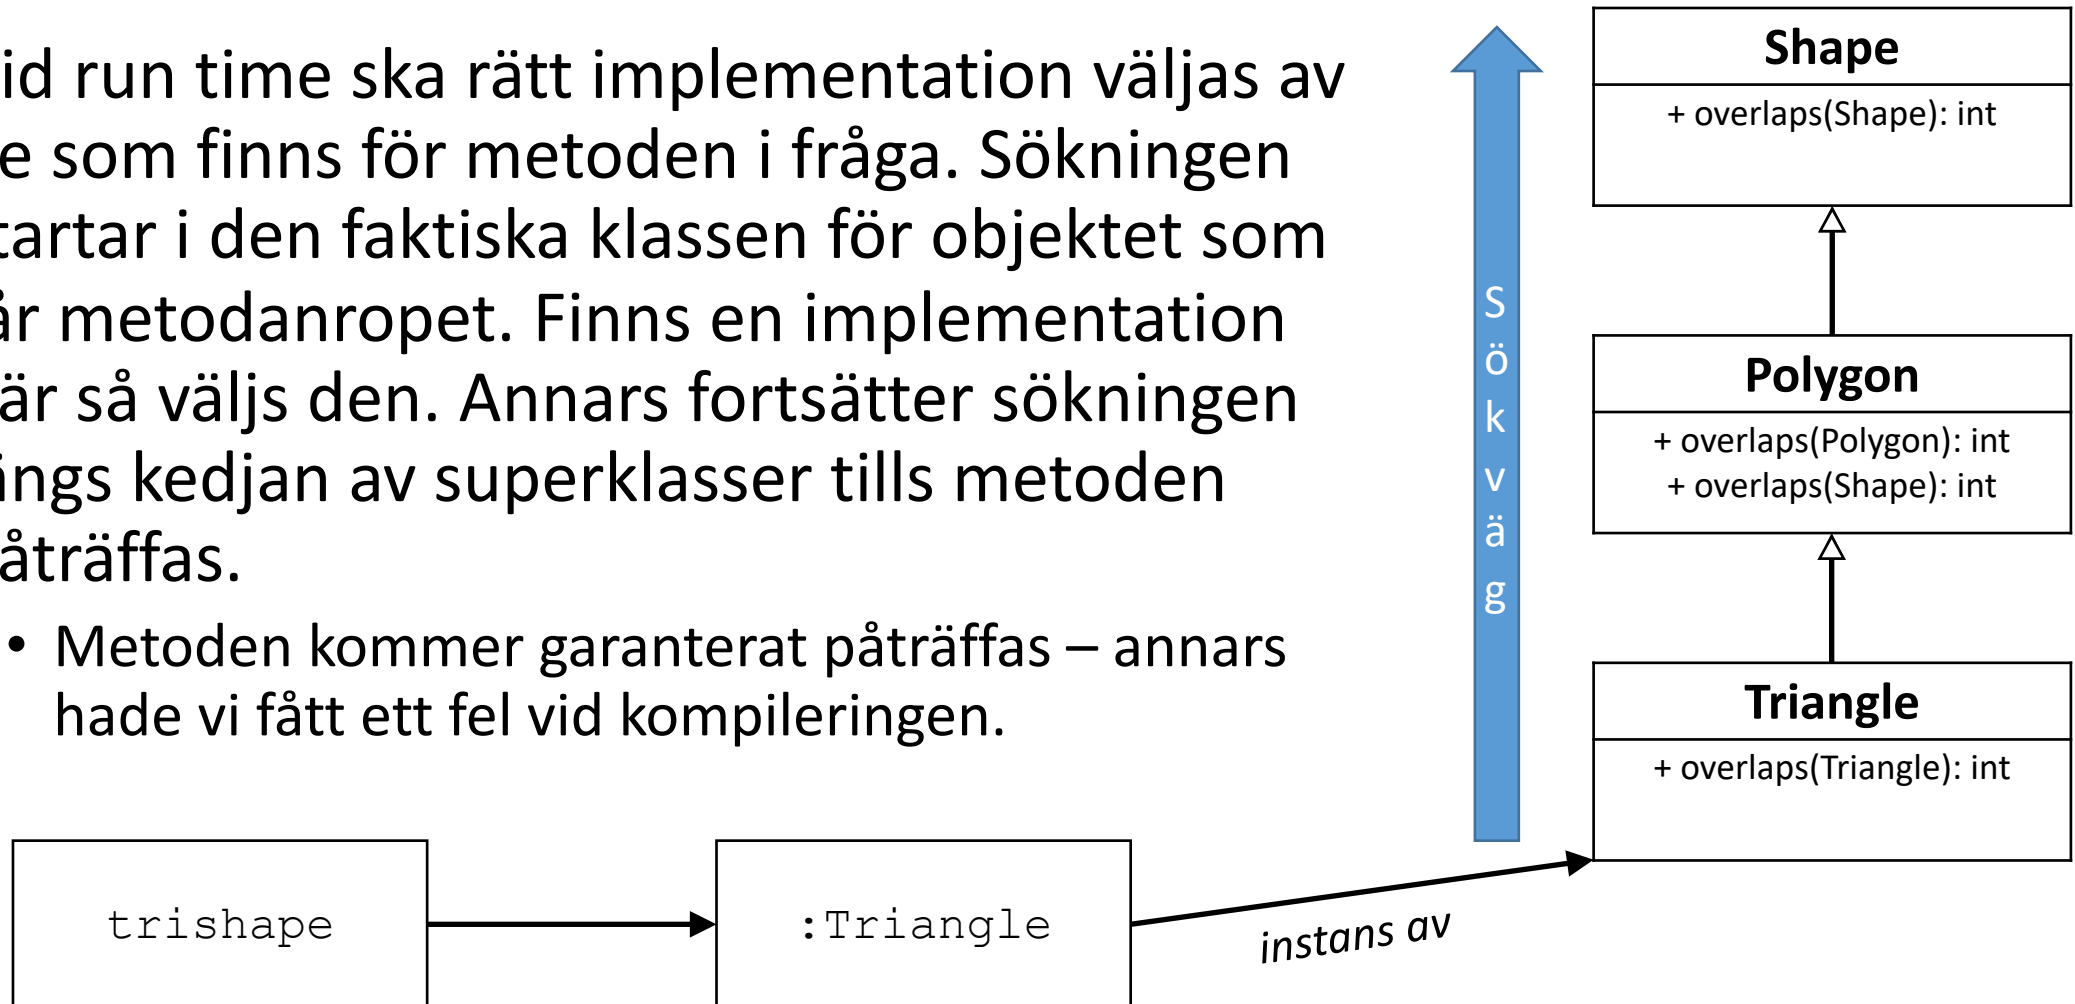 id run time ska rätt implementation väljas av
e som finns för metoden i fråga. Sökningen
tartar i den faktiska klassen för objektet som
år metodanropet. Finns en implementation
är så väljs den. Annars fortsätter sökningen
ängs kedjan av superklasser tills metoden
åträffas.
• Metoden kommer garanterat påträffas – annars
hade vi fått ett fel vid kompileringen.
Sökväg
Shape
+ overlaps(Shape): int
Polygon
+ overlaps(Polygon): int
+ overlaps(Shape): int
Triangle
+ overlaps(Triangle): int
trishape
:Triangle
instans av